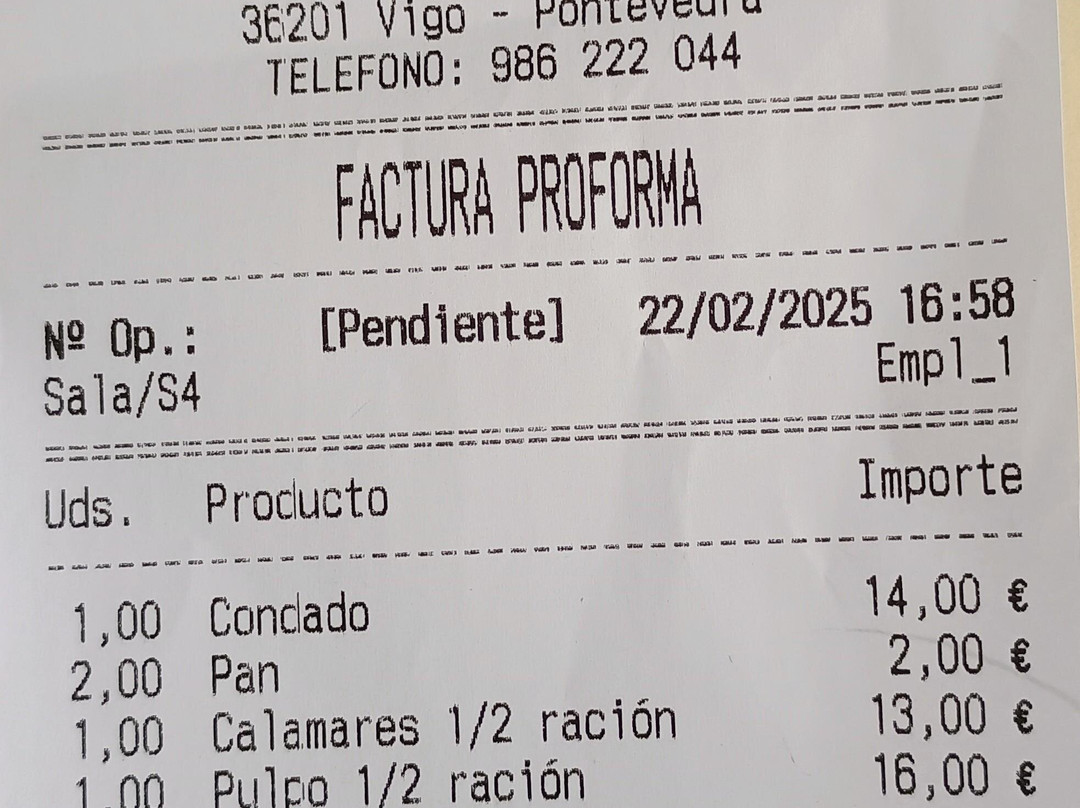 36201 Vigo - Pontevedra
TELEFONO: 986 222 044
FACTURA PROFORMA
Nº Op.: [Pendiente] 22/02/2025 16:58
Sala/S4 Empl_1
Uds. Producto Importe
1,00 Condado 14,00 €
2,00 Pan 2,00 €
1,00 Calamares 1/2 ración 13,00 €
1,00 Pulpo 1/2 ración 16,00 €